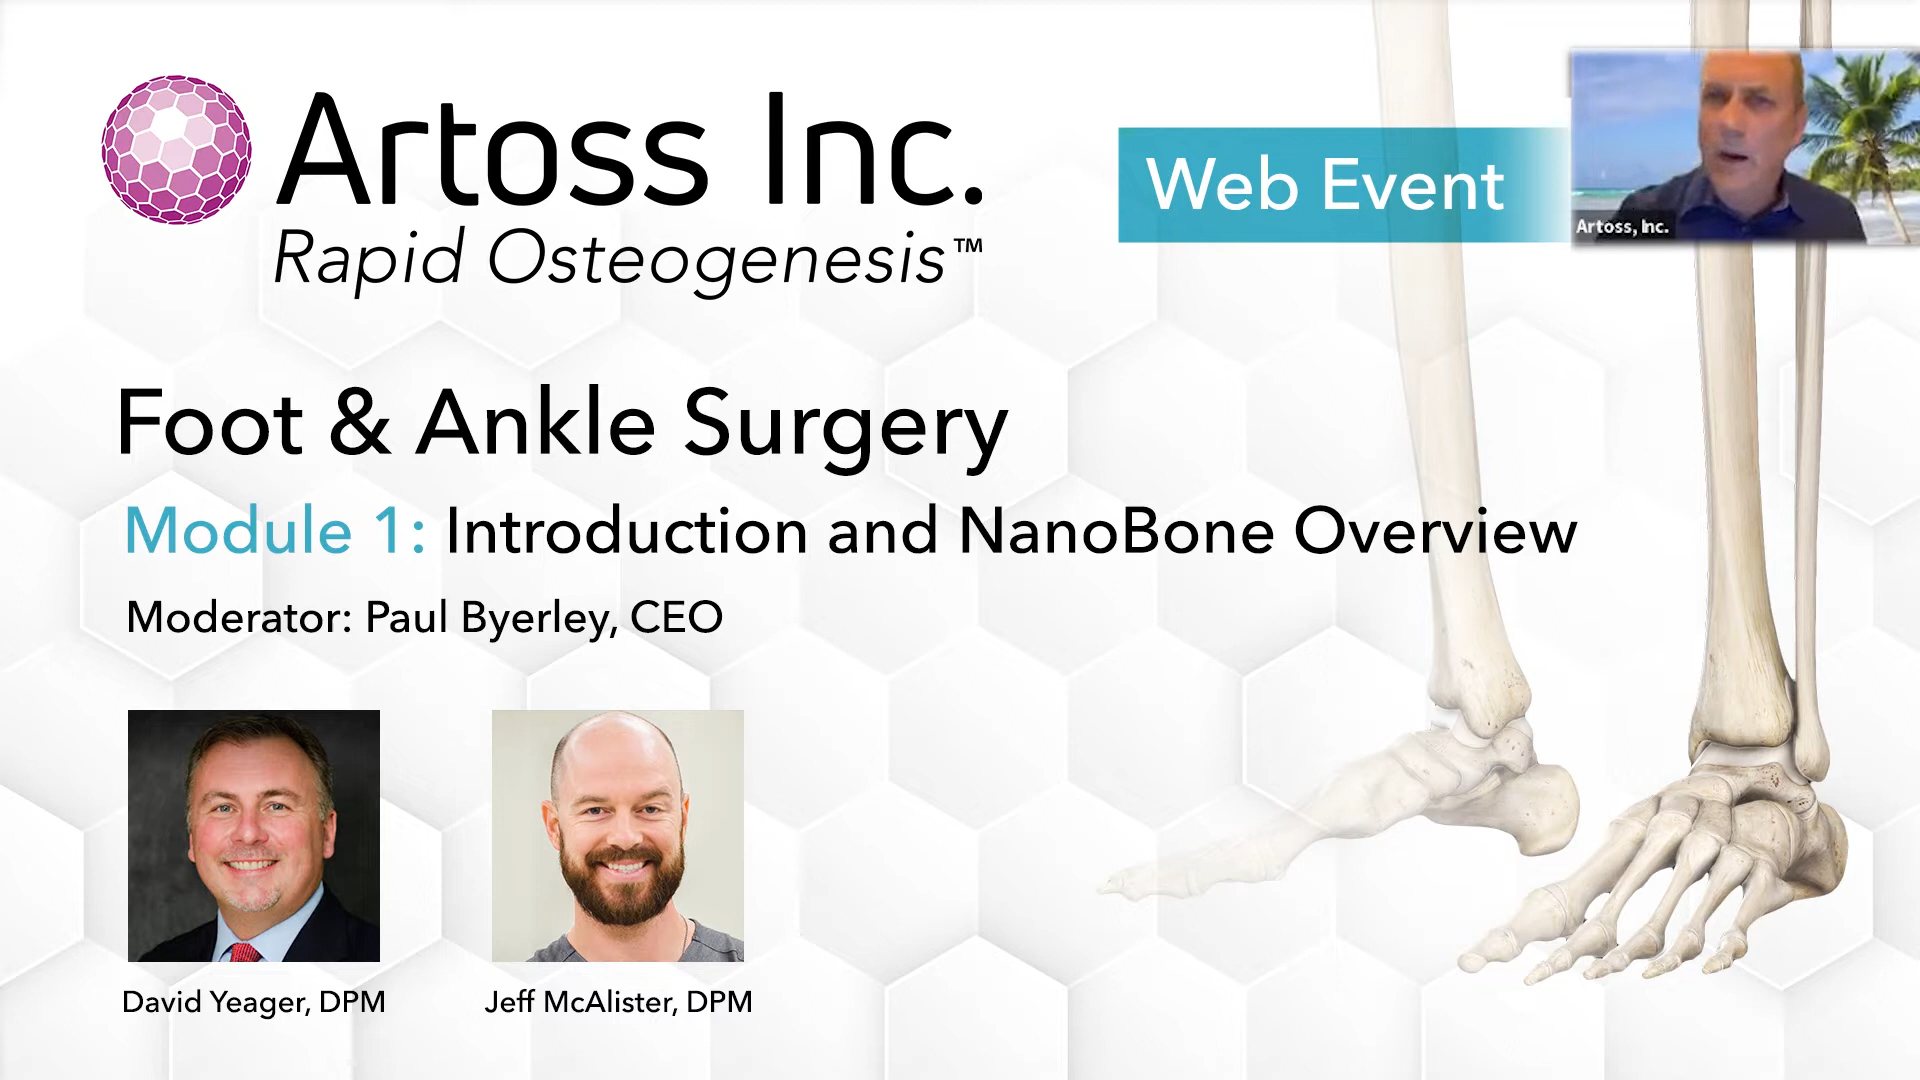 Artoss Inc.
Rapid Osteogenesis™
Web Event
Artoss, Inc.
Foot & Ankle Surgery
Module 1: Introduction and NanoBone Overview
Moderator: Paul Byerley, CEO
David Yeager, DPM
Jeff McAlister, DPM